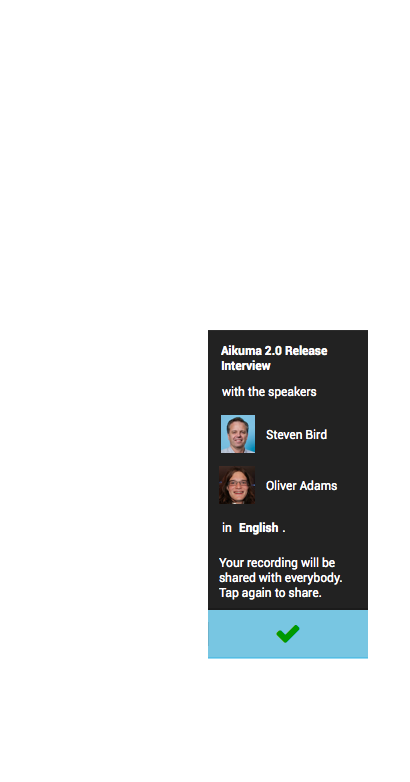 Aikuma 2.0 Release
Interview
with the speakers
Steven Bird
Oliver Adams
in English .
Your recording will be
shared with everybody.
Tap again to share.